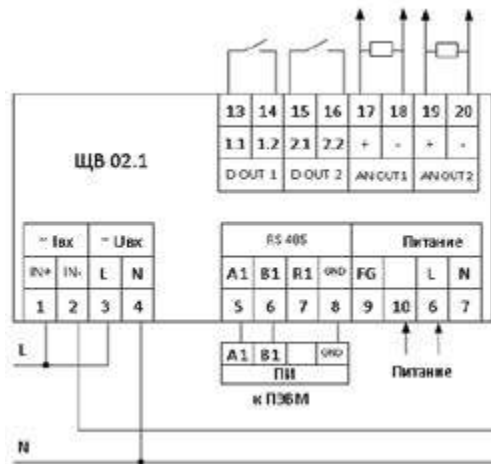 13 14 15 16 17 18 19 20
1.1 1.2 2.1 2.2 + - + -
D OUT 1 D OUT 2 AN OUT1 AN OUT2
ЩВ 02.1
~ Iвх ~ Uвх
IN+ IN- L N
1 2 3 4
RS 485 Питание
A1 B1 R1 GND FG L N
5 6 7 8 9 10 6 7
A1 B1 GND
ПИ
к ПЭВМ
Питание
L
N